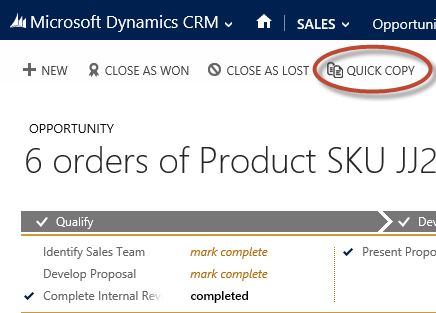 Microsoft Dynamics CRM SALES Opportuni
NEW CLOSE AS WON CLOSE AS LOST QUICK COPY
OPPORTUNITY
6 orders of Product SKU JJ2
Qualify De
Identify Sales Team mark complete Present Propo
Develop Proposal mark complete
Complete Internal Rev completed